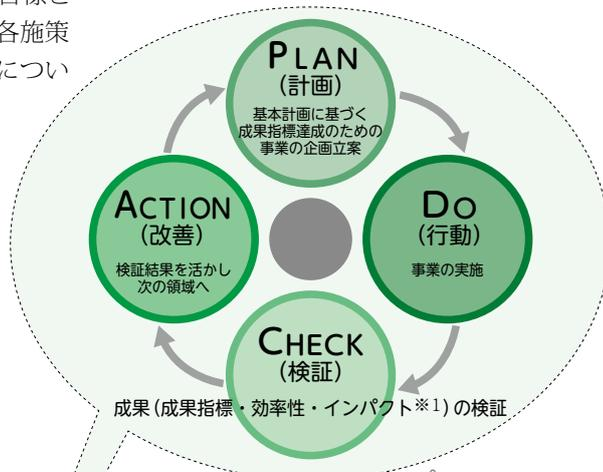 各施策
につい
PLAN
(計画)
基本計画に基づく
成果指標達成のための
事業の企画立案
ACTION
(改善)
検証結果を活かし
次の領域へ
DO
(行動)
事業の実施
CHECK
(検証)
成果(成果指標・効率性・インパクト※1)の検証